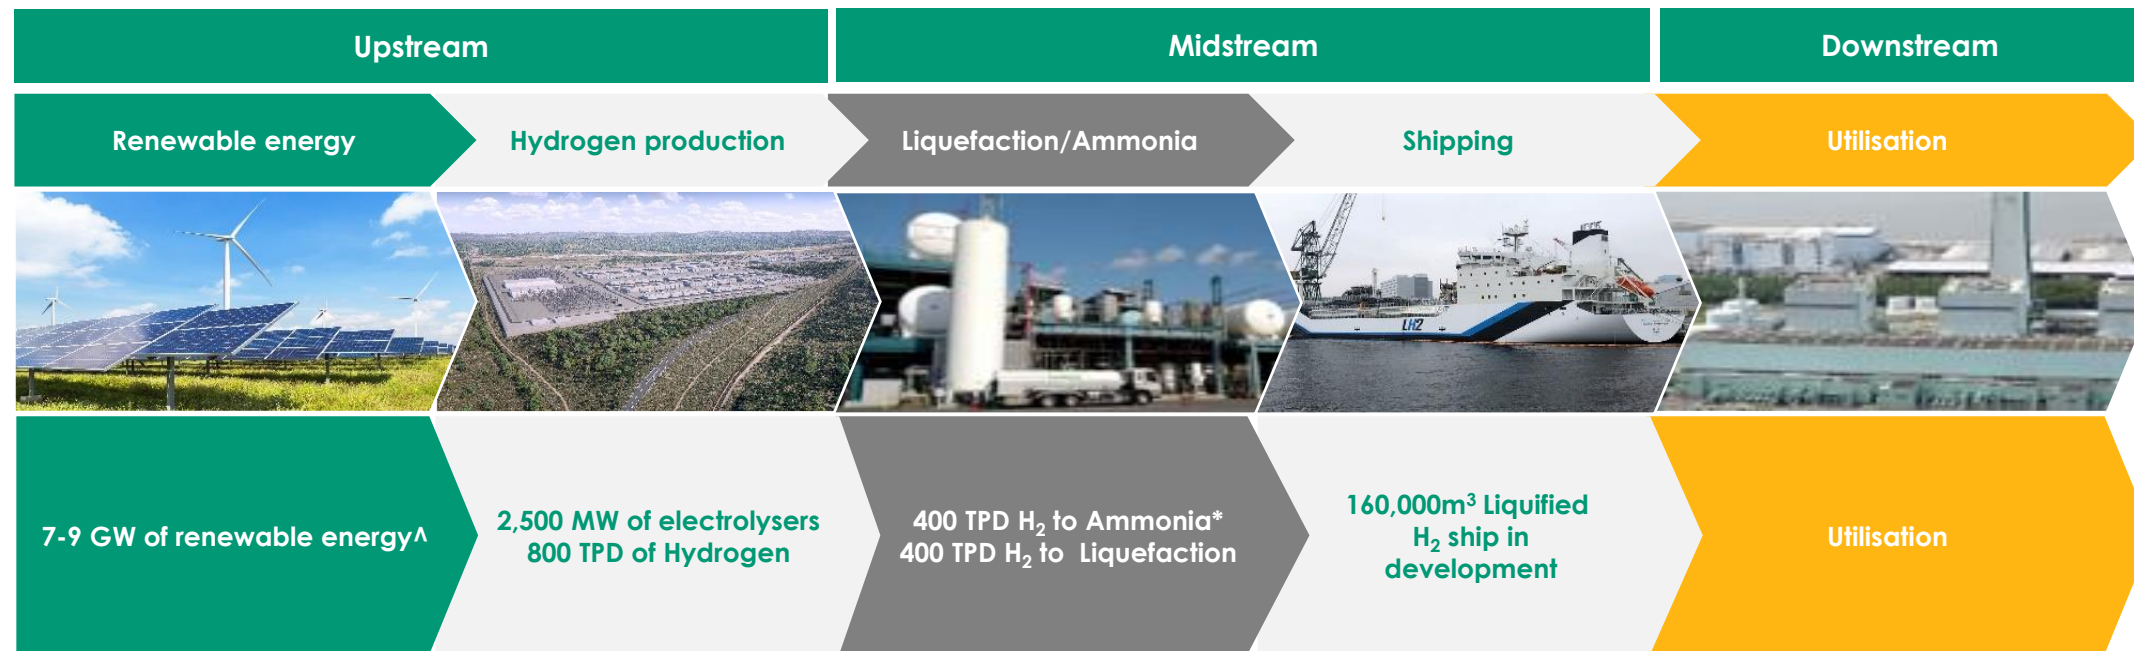 Upstream
Midstream
Downstream
Renewable energy
Hydrogen production
Liquefaction/Ammonia
Shipping
Utilisation
LH2
7-9 GW of renewable energy^
2,500 MW of electrolysers
800 TPD of Hydrogen
400 TPD H₂ to Ammonia*
400 TPD H₂ to Liquefaction
160,000m³ Liquified
H₂ ship in
development
Utilisation